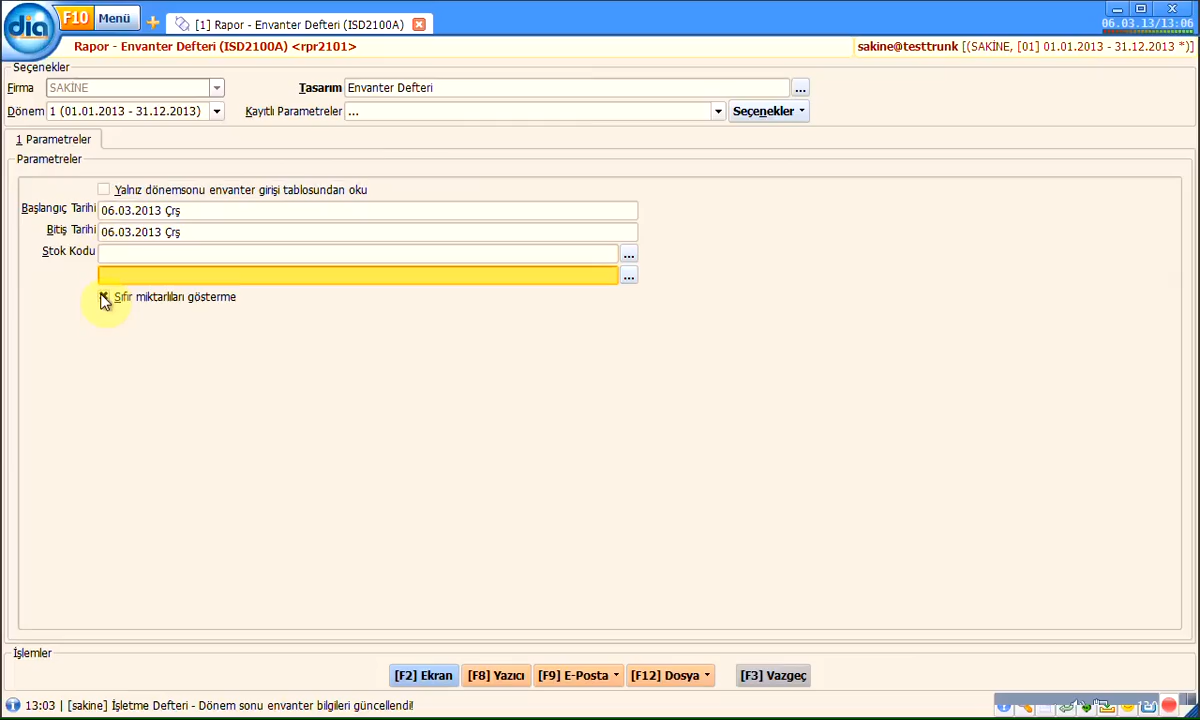 dia F10 Menü [1] Rapor - Envanter Defteri (ISD2100A)
06.03.13/13:06
Rapor - Envanter Defteri (ISD2100A) <rpr2101> sakine@testtrunk [(SAKİNE, [01] 01.01.2013 - 31.12.2013 *)]
Seçenekler
Firma SAKİNE Tasarım Envanter Defteri ...
Dönem 1 (01.01.2013 - 31.12.2013) Kayıtlı Parametreler ... Seçenekler
1 Parametreler
Parametreler
Yalnız dönemsonu envanter girişi tablosundan oku
Başlangıç Tarihi 06.03.2013 Çrş
Bitiş Tarihi 06.03.2013 Çrş
Stok Kodu ...
...
Sıfır miktarlıları gösterme
İşlemler
[F2] Ekran [F8] Yazıcı [F9] E-Posta [F12] Dosya [F3] Vazgeç
13:03 | [sakine] İşletme Defteri - Dönem sonu envanter bilgileri güncellendi!